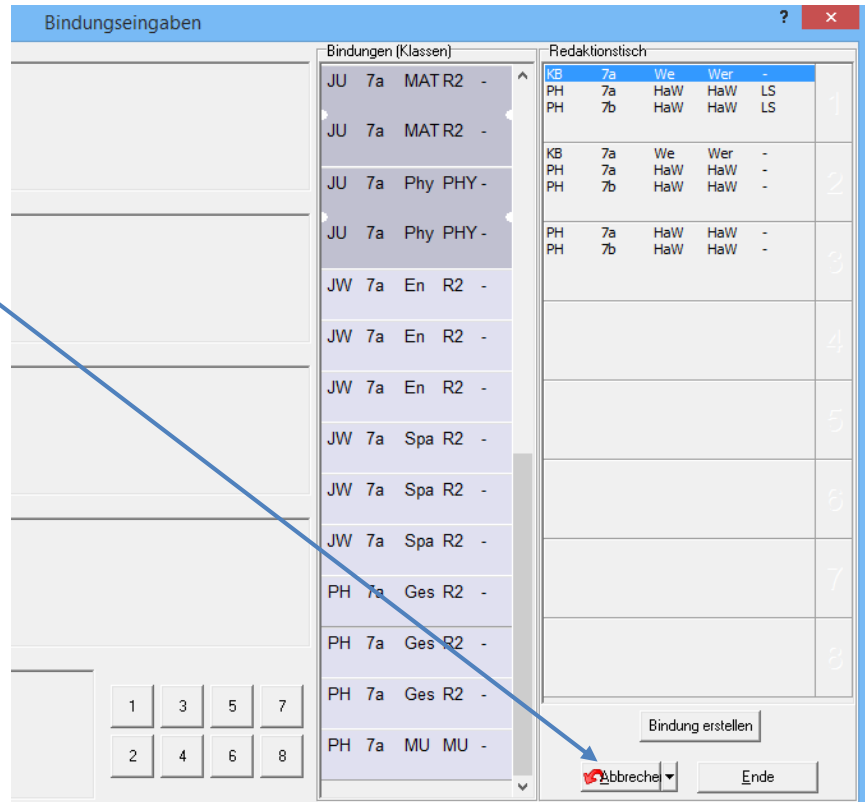 Bindungseingaben ? ×
Bindungen (Klassen)
JU 7a MAT R2 -
JU 7a MAT R2 -
JU 7a Phy PHY -
JU 7a Phy PHY -
JW 7a En R2 -
JW 7a En R2 -
JW 7a En R2 -
JW 7a Spa R2 -
JW 7a Spa R2 -
JW 7a Spa R2 -
PH 7a Ges R2 -
PH 7a Ges R2 -
PH 7a Ges R2 -
PH 7a MU MU -
Redaktionstisch
KB 7a We Wer -
PH 7a HaW HaW LS
PH 7b HaW HaW LS
1
KB 7a We Wer -
PH 7a HaW HaW -
PH 7b HaW HaW -
2
PH 7a HaW HaW -
PH 7b HaW HaW -
3
4
5
6
7
8
1 3 5 7
2 4 6 8
Bindung erstellen
Abbreche Ende